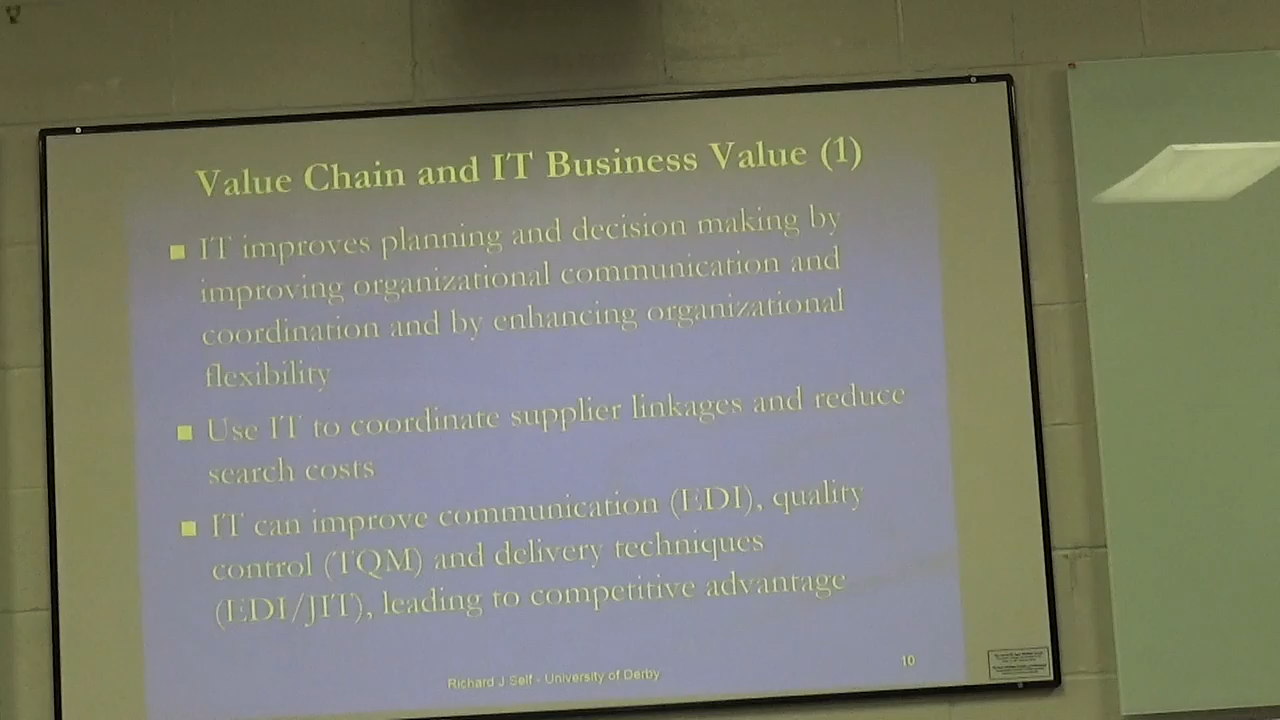 Value Chain and IT Business Value (1)
IT improves planning and decision making by
improving organizational communication and
coordination and by enhancing organizational
flexibility
Use IT to coordinate supplier linkages and reduce
search costs
IT can improve communication (EDI), quality
control (TQM) and delivery techniques
(EDI/JIT), leading to competitive advantage
Richard J Self - University of Derby
10